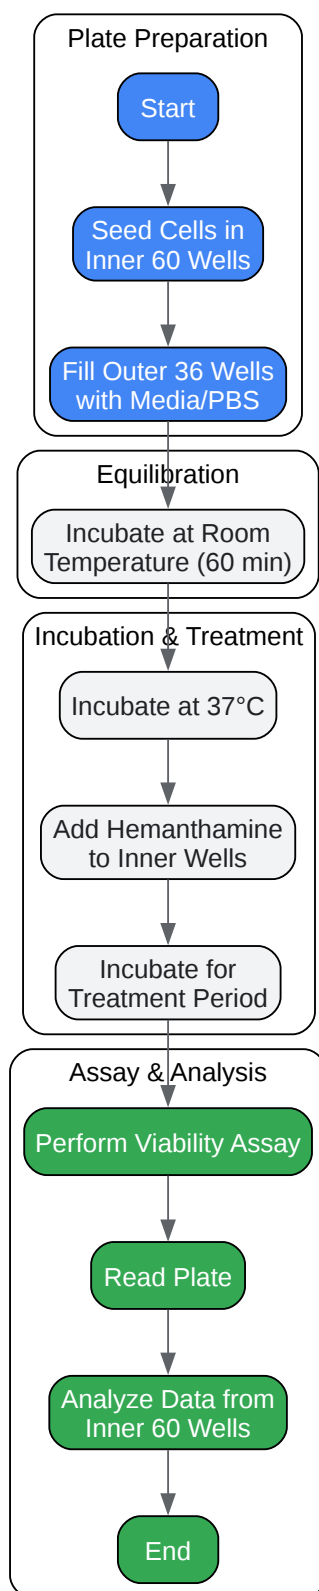 Plate Preparation
Start
Seed Cells in
Inner 60 Wells
Fill Outer 36 Wells
with Media/PBS
Equilibration
Incubate at Room
Temperature (60 min)
Incubation & Treatment
Incubate at 37°C
Add Hemanthamine
to Inner Wells
Incubate for
Treatment Period
Assay & Analysis
Perform Viability Assay
Read Plate
Analyze Data from
Inner 60 Wells
End